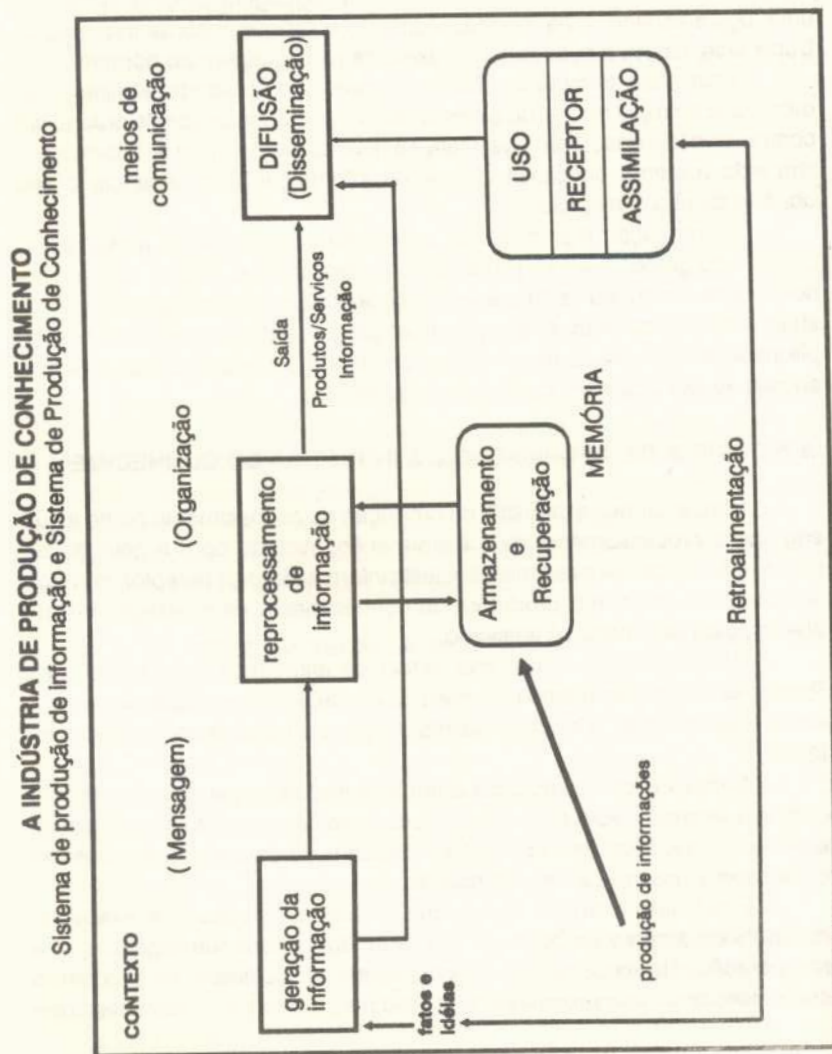 A INDÚSTRIA DE PRODUÇÃO DE CONHECIMENTO
Sistema de produção de informação e Sistema de Produção de Conhecimento
CONTEXTO
( Mensagem)
(Organização)
meios de
comunicação
geração da
informação
reprocessamento
de
informação
Saída
Produtos/Serviços
Informação
DIFUSÃO
(Disseminação)
fatos e
idélas
Armazenamento
e
Recuperação
MEMÓRIA
USO
RECEPTOR
ASSIMILAÇÃO
produção de informações
Retroalimentação